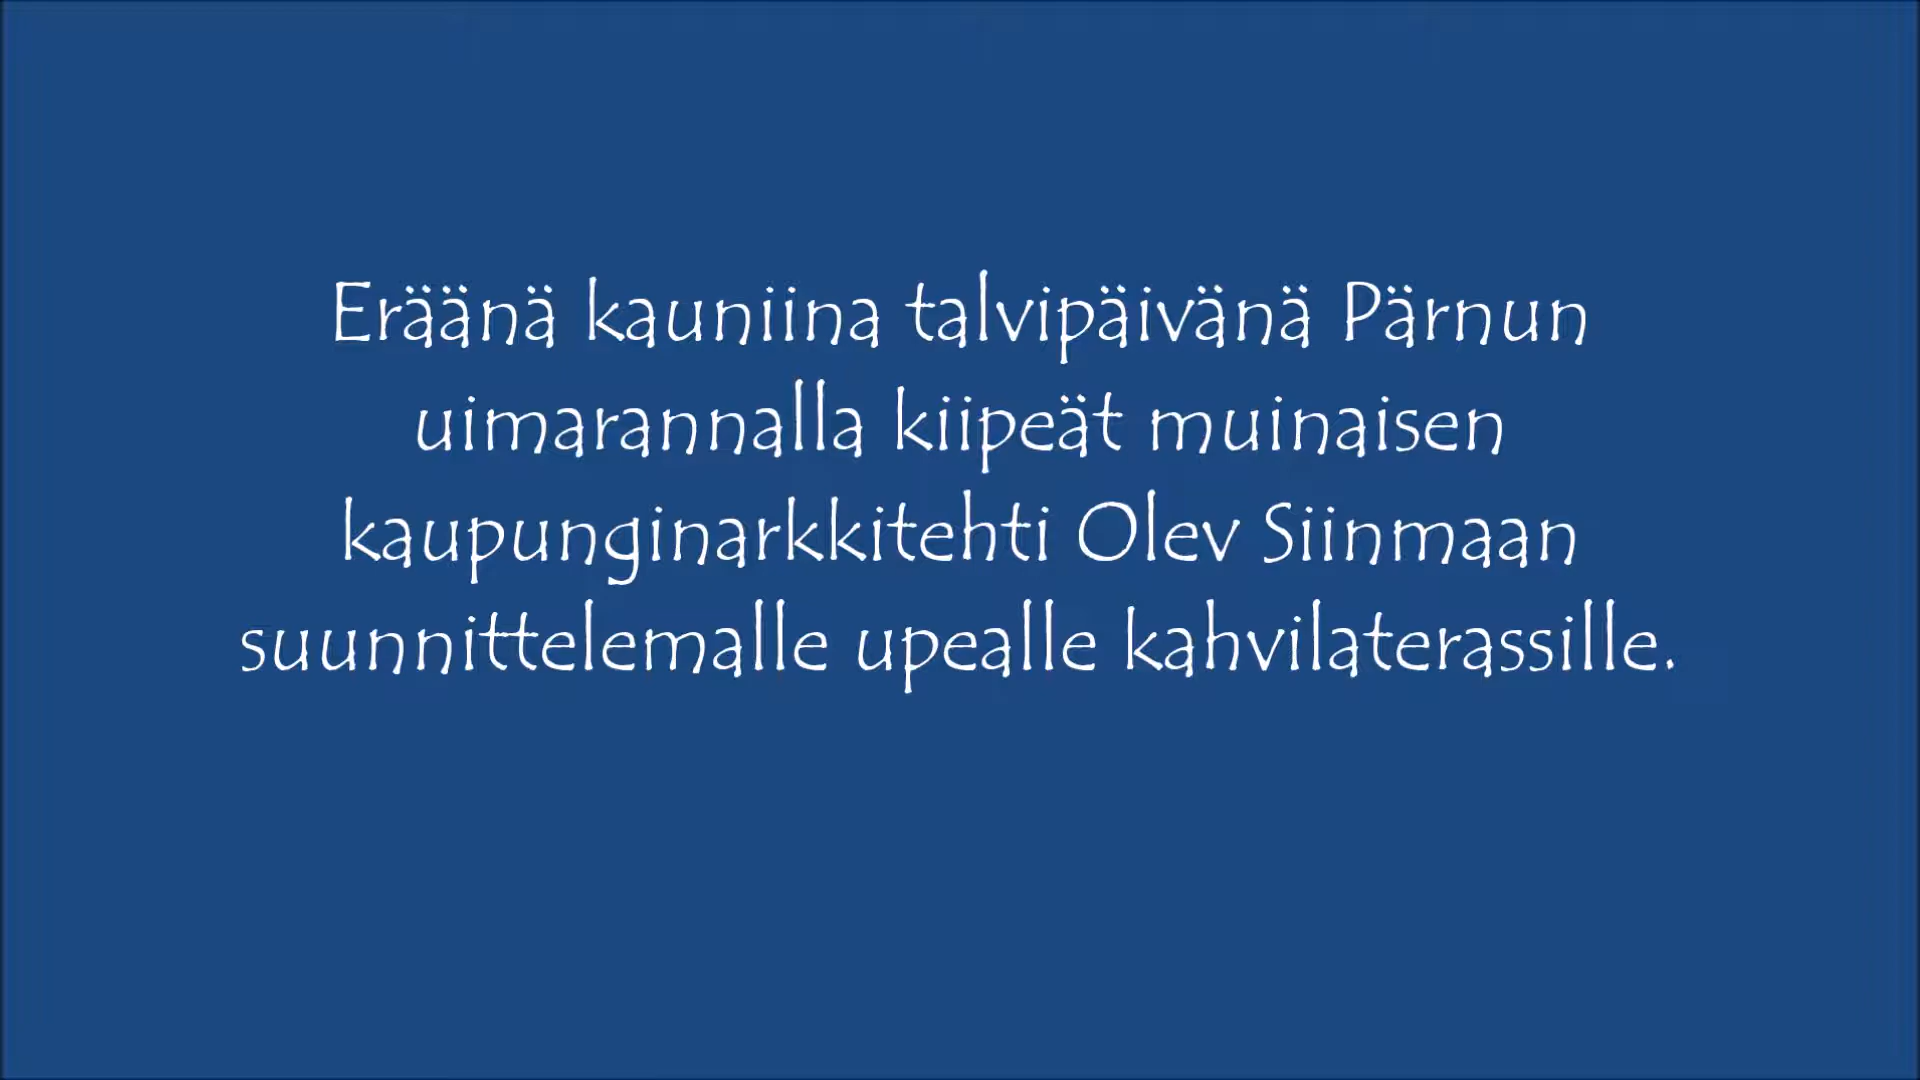 Eräänä kauniina talvipäivänä Pärnun
uimarannalla kiipeät muinaisen
kaupunginarkkitehti Olev Siinmaan
suunnittelemalle upealle kahvilaterassille.